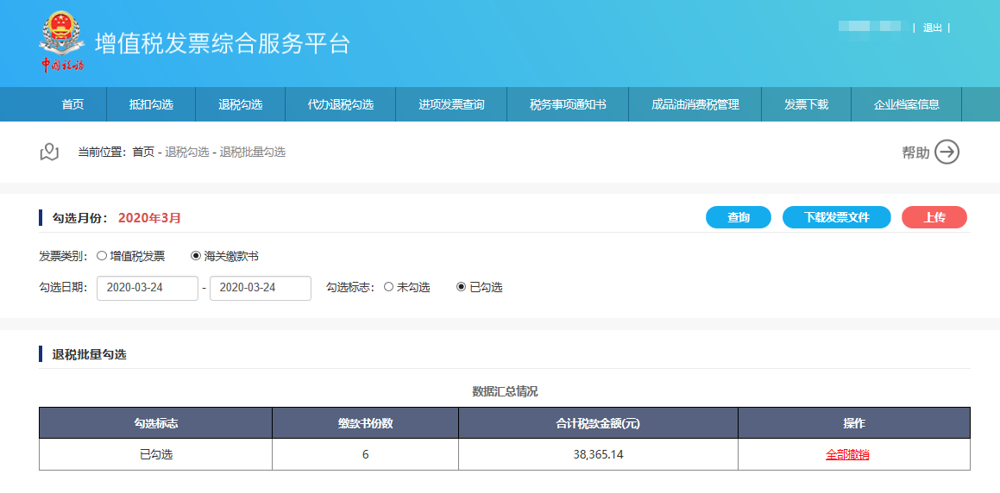 增值税发票综合服务平台
| 退出 |
中国税务
首页 抵扣勾选 退税勾选 代办退税勾选 进项发票查询 税务事项通知书 成品油消费税管理 发票下载 企业档案信息
当前位置：首页 - 退税勾选 - 退税批量勾选 帮助
勾选月份： 2020年3月 查询 下载发票文件 上传
发票类别： 增值税发票 海关缴款书
勾选日期： 2020-03-24 - 2020-03-24 勾选标志： 未勾选 已勾选
退税批量勾选
数据汇总情况
勾选标志 缴款书份数 合计税款金额(元) 操作
已勾选 6 38,365.14 全部撤销